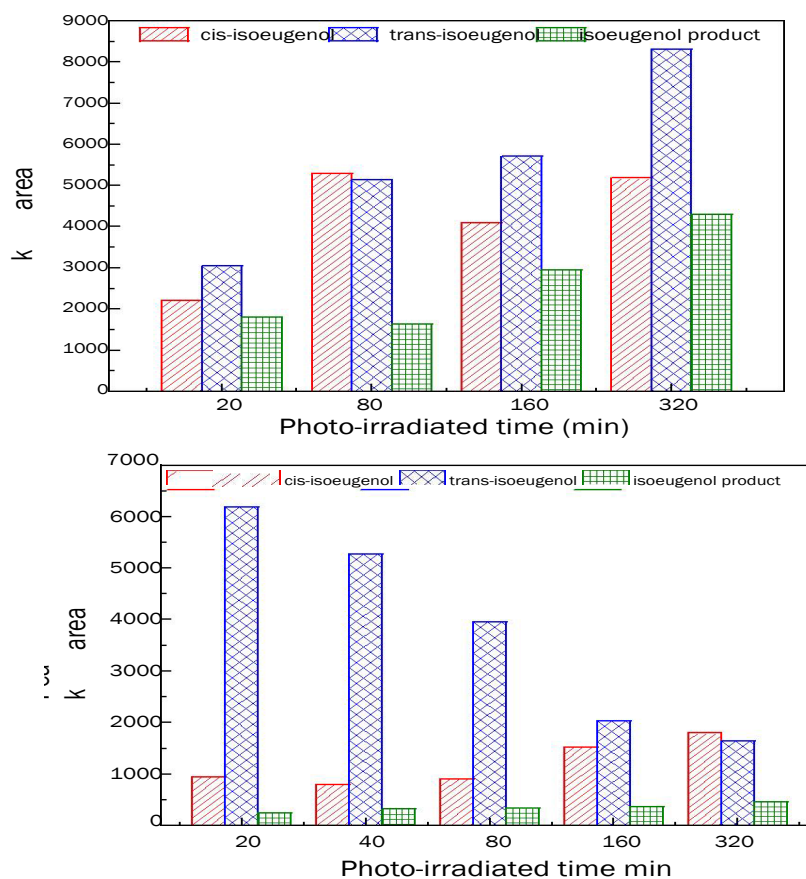 9000
cis-isoeugenol trans-isoeugenol isoeugenol product
8000
7000
6000
5000
4000
3000
2000
1000
0
k area
20 80 160 320
Photo-irradiated time (min)
7000
cis-isoeugenol trans-isoeugenol isoeugenol product
6000
5000
4000
3000
2000
1000
0
k area
20 40 80 160 320
Photo-irradiated time min